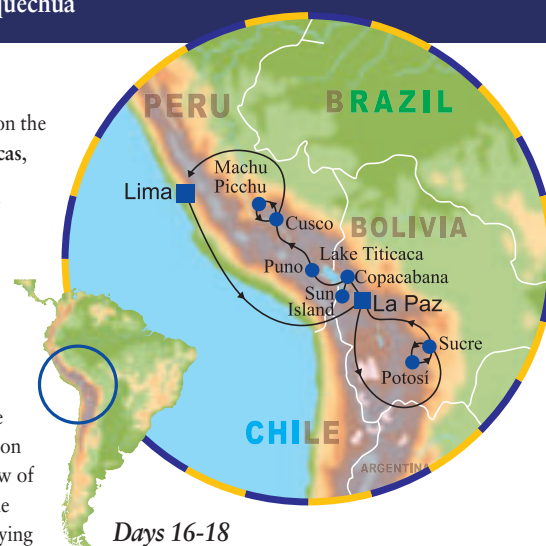 quechua
on the
cas,
PERU
BRAZIL
Machu
Picchu
Lima
Cusco
BOLIVIA
Lake Titicaca
Puno
Copacabana
Sun
Island
La Paz
Sucre
Potosí
CHILE
ARGENTINA
e
on
w of
le
ying
Days 16-18